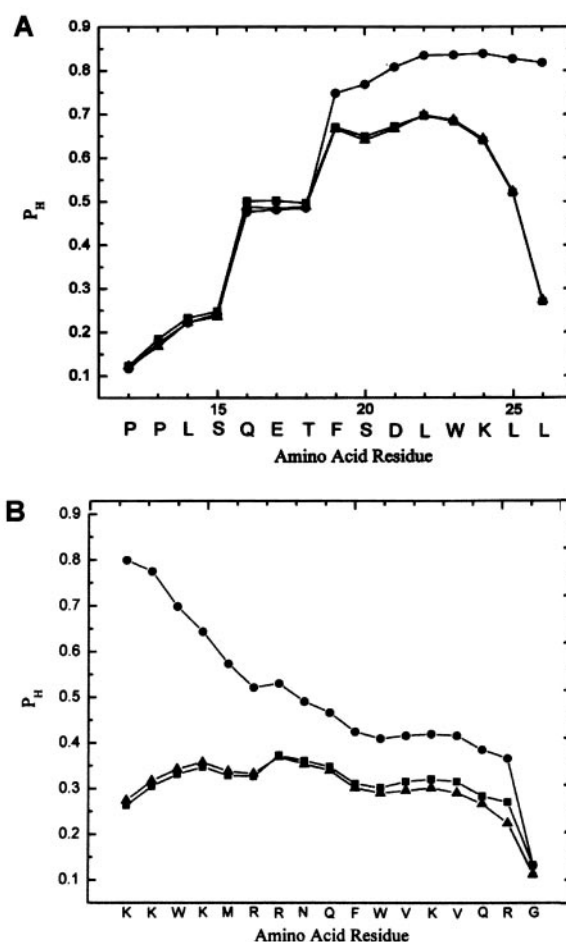 A
0.9
0.8
0.7
0.6
0.5
0.4
0.3
0.2
0.1
P_H
15 20 25
P P L S Q E T F S D L W K L L
Amino Acid Residue
B
0.9
0.8
0.7
0.6
0.5
0.4
0.3
0.2
0.1
P_H
K K W K M R R N Q F W V K V Q R G
Amino Acid Residue